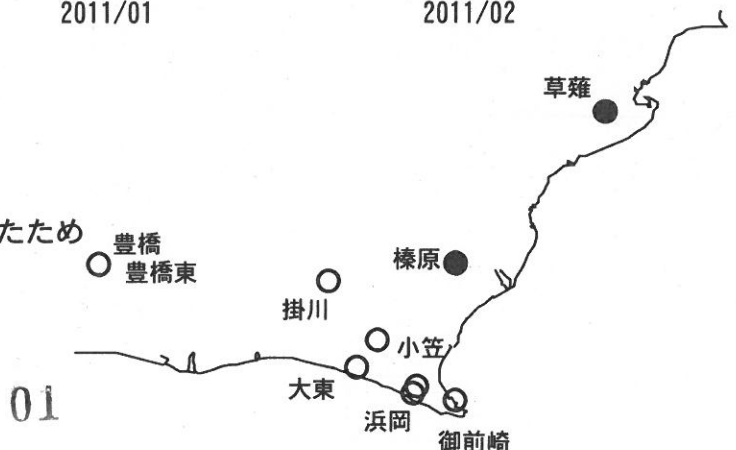 2011/01 2011/02
草薙
たため
豊橋
豊橋東
榛原
掛川
小笠
大東
01
浜岡
御前崎